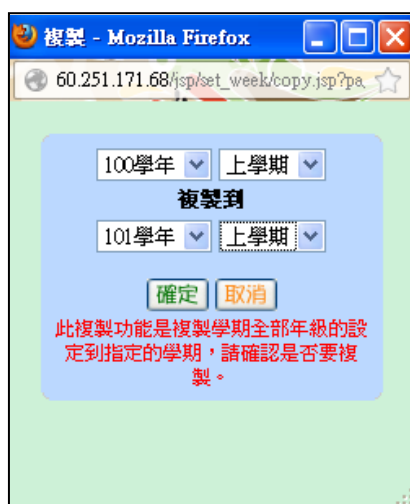 複製 - Mozilla Firefox
60.251.171.68/jsp/set_week/copy.jsp?pa
100學年 上學期
複製到
101學年 上學期
確定 取消
此複製功能是複製學期全部年級的設
定到指定的學期，請確認是否要複
製。